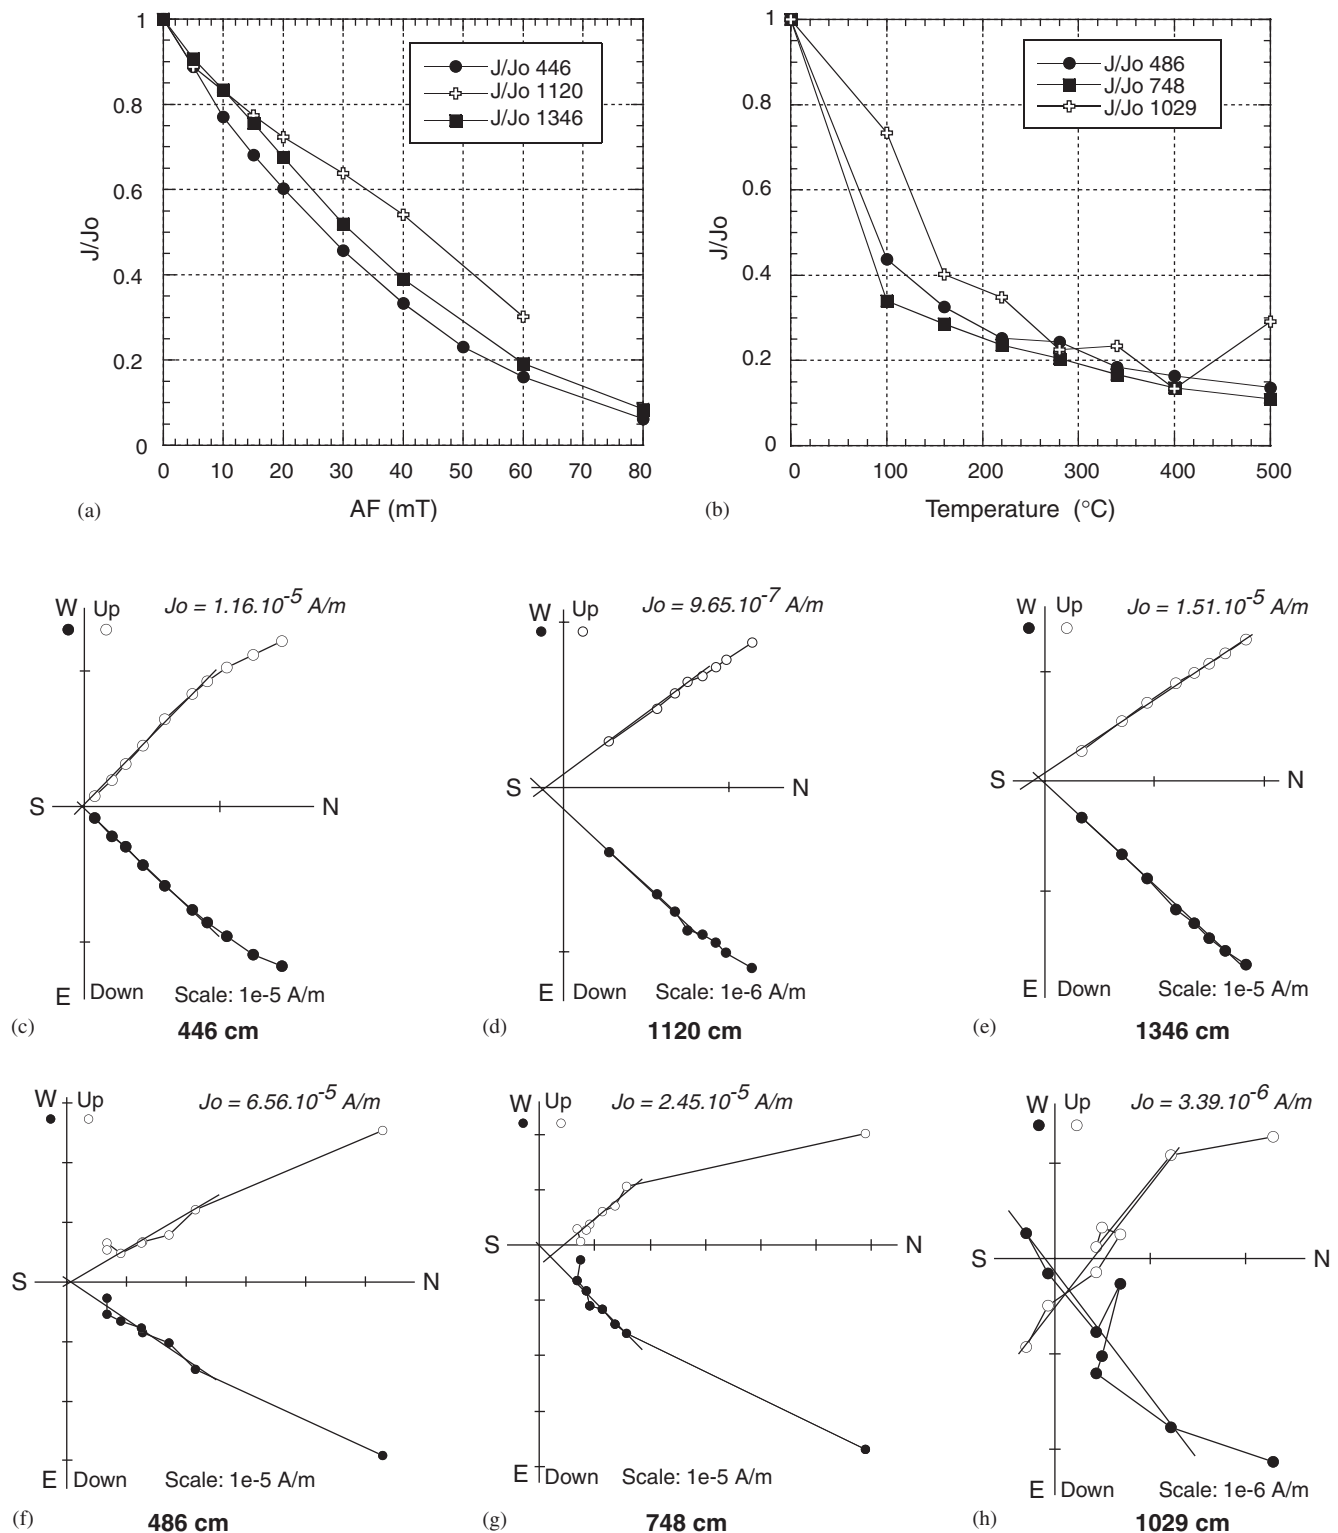 1
0.8
0.6
0.4
0.2
0
J/Jo
J/Jo 446
J/Jo 1120
J/Jo 1346
0 10 20 30 40 50 60 70 80
AF (mT)
(a)
1
0.8
0.6
0.4
0.2
0
J/Jo
J/Jo 486
J/Jo 748
J/Jo 1029
0 100 200 300 400 500
Temperature (°C)
(b)
W Up Jo = 1.16.10-5 A/m
S N
E Down Scale: 1e-5 A/m
(c) 446 cm
W Up Jo = 9.65.10-7 A/m
S N
E Down Scale: 1e-6 A/m
(d) 1120 cm
W Up Jo = 1.51.10-5 A/m
S N
E Down Scale: 1e-5 A/m
(e) 1346 cm
W Up Jo = 6.56.10-5 A/m
S N
E Down Scale: 1e-5 A/m
(f) 486 cm
W Up Jo = 2.45.10-5 A/m
S N
E Down Scale: 1e-5 A/m
(g) 748 cm
W Up Jo = 3.39.10-6 A/m
S N
E Down Scale: 1e-6 A/m
(h) 1029 cm